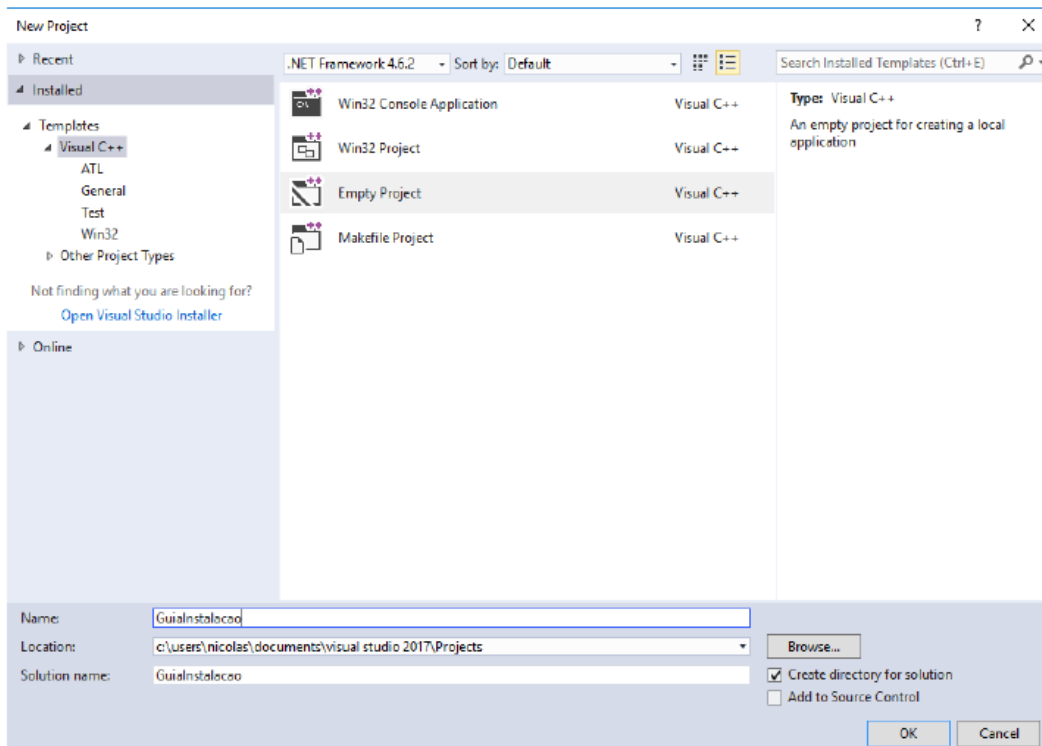 New Project
?
Recent
.NET Framework 4.6.2
Sort by: Default
Search Installed Templates (Ctrl+E)
Installed
Templates
Visual C++
ATL
General
Test
Win32
Other Project Types
Not finding what you are looking for?
Open Visual Studio Installer
Online
Win32 Console Application Visual C++
Win32 Project Visual C++
Empty Project Visual C++
Makefile Project Visual C++
Type: Visual C++
An empty project for creating a local
application
Name: GuiaInstalacao
Location: c:\users\nicolas\documents\visual studio 2017\Projects
Browse...
Solution name: GuiaInstalacao
Create directory for solution
Add to Source Control
OK
Cancel